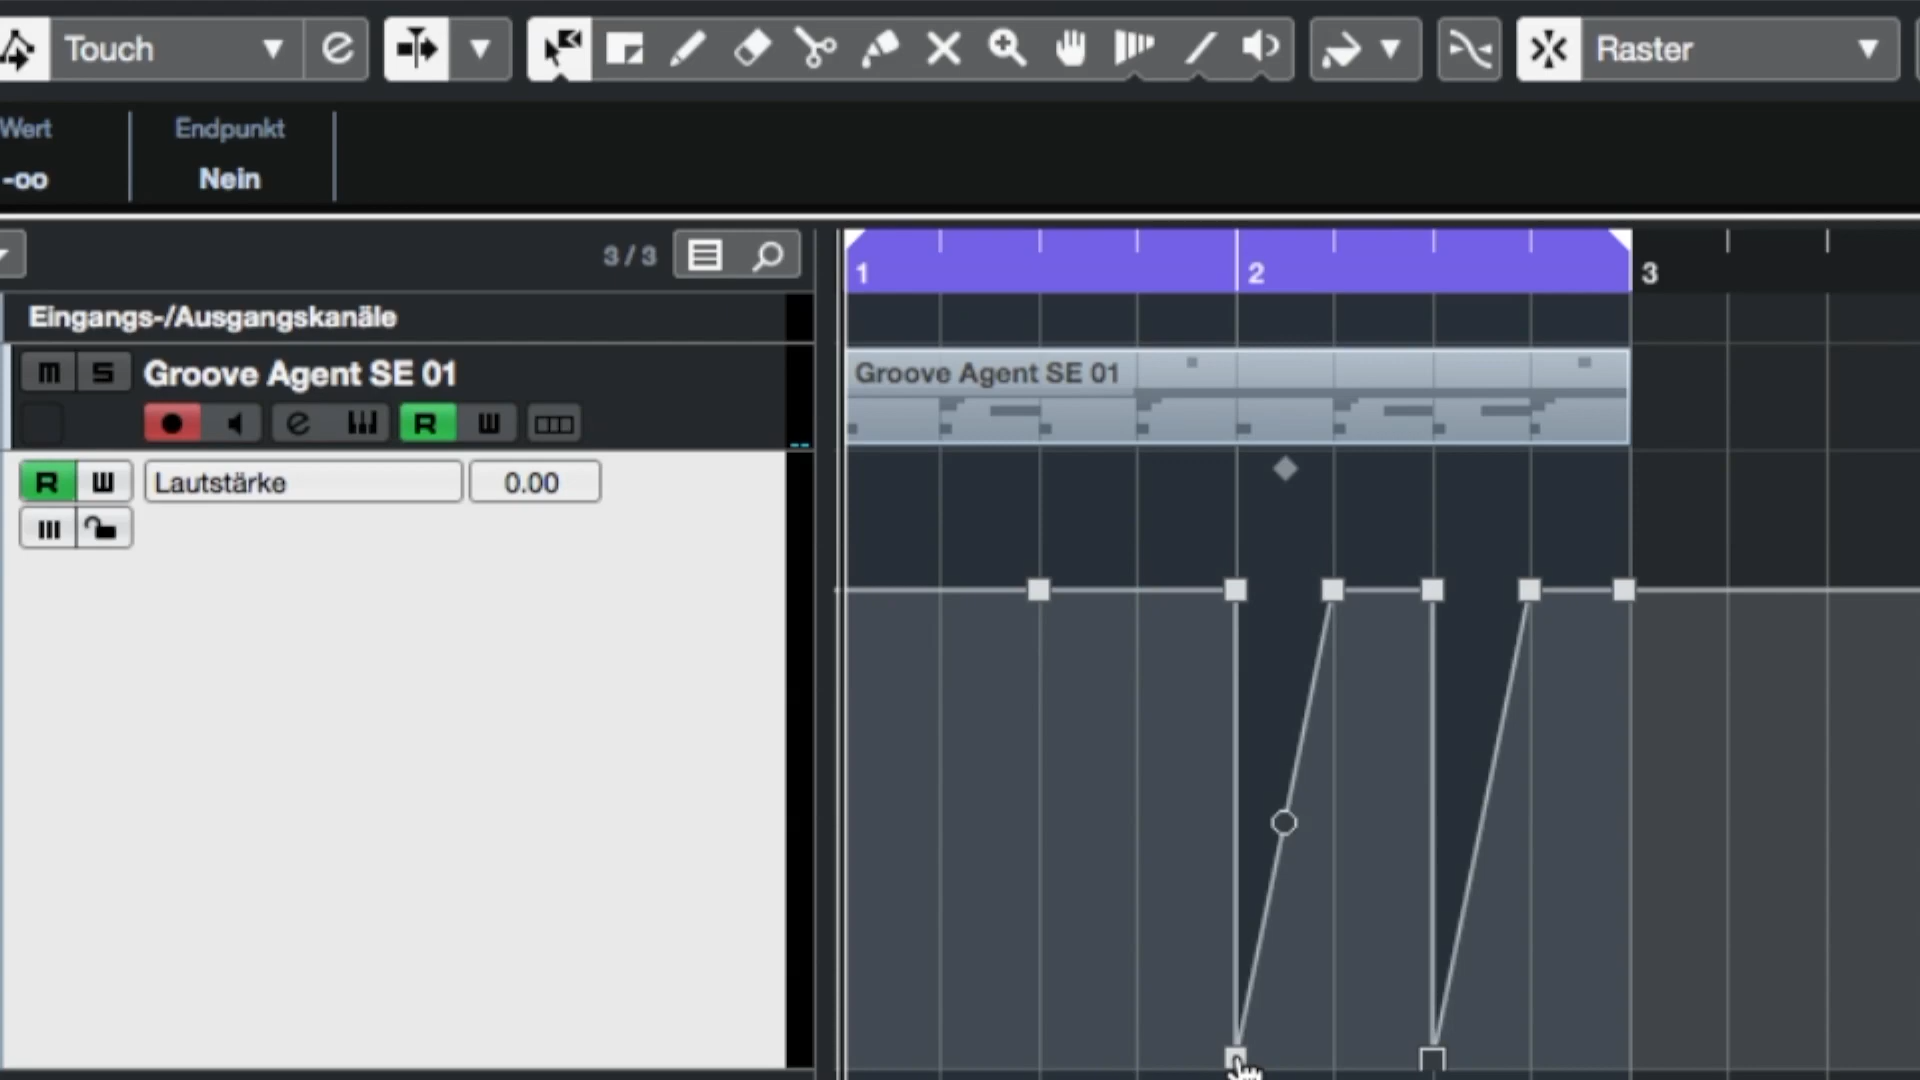 Touch
Raster
Wert
Endpunkt
-oo
Nein
3 / 3
1
2
3
Eingangs-/Ausgangskanäle
m S Groove Agent SE 01
Groove Agent SE 01
e R W
R W Lautstärke 0.00